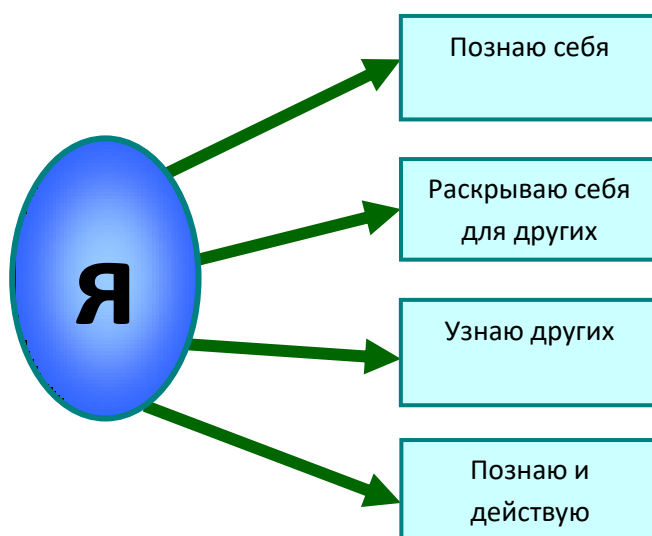 Я
Познаю себя
Раскрываю себя
для других
Узнаю других
Познаю и
действую